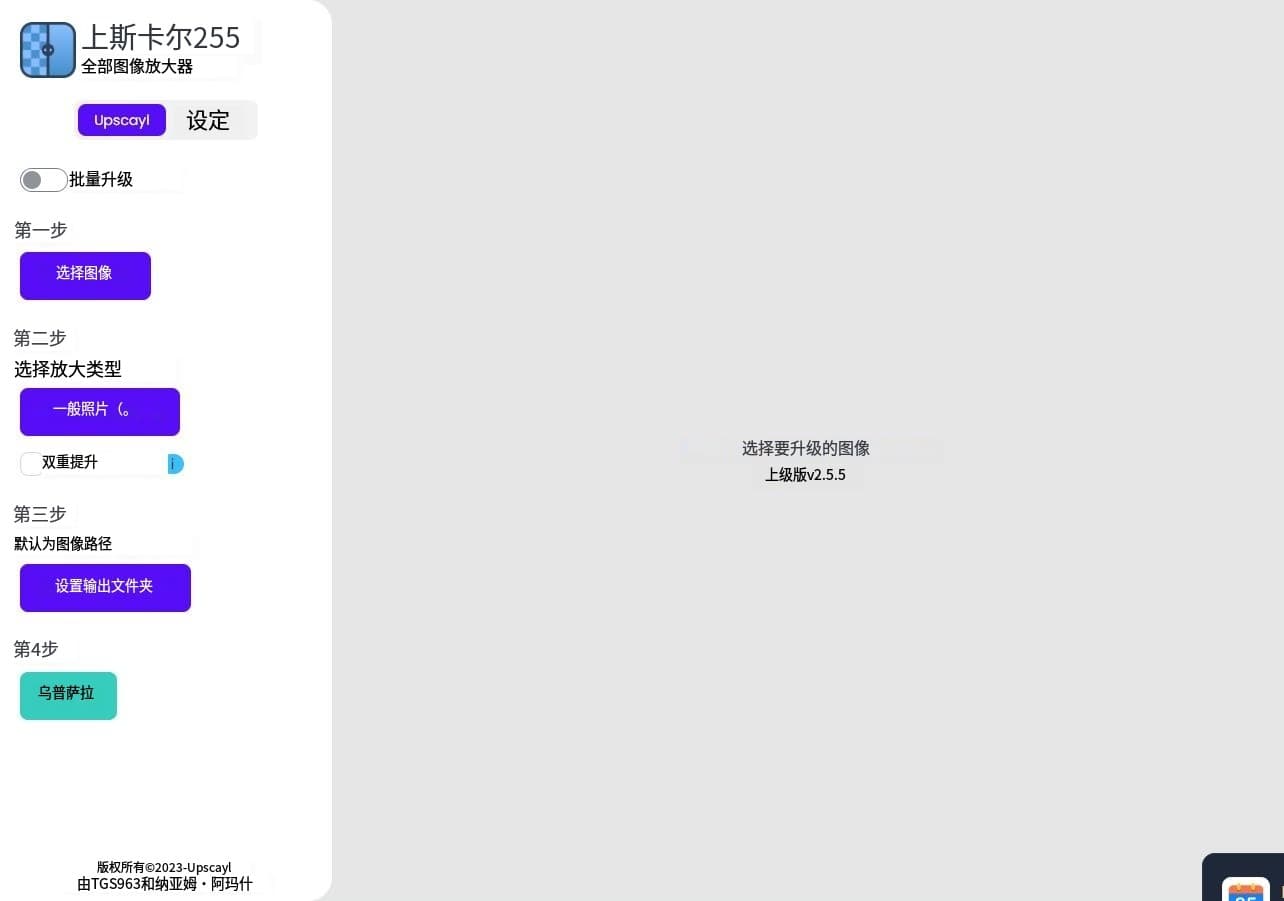 上斯卡尔255
全部图像放大器
Upscayl
设定
批量升级
第一步
选择图像
第二步
选择放大类型
一般照片（。
双重提升
i
第三步
默认为图像路径
设置输出文件夹
第4步
乌普萨拉
选择要升级的图像
上级版v2.5.5
版权所有©2023-Upscayl
由TGS963和纳亚姆·阿玛什